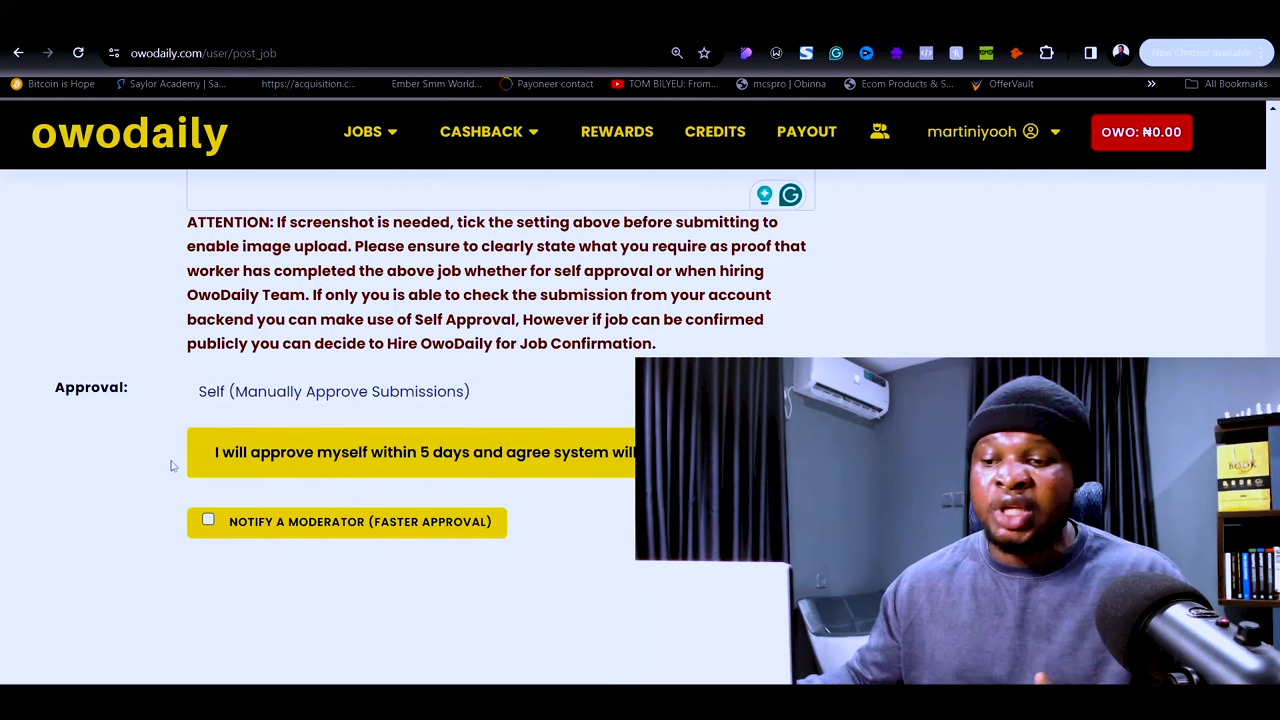 owodaily.com/user/post_job
New Chrome available
Bitcoin is Hope
Saylor Academy | Sa...
https://acquisition.c...
Ember Smm World...
Payoneer contact
TOM BILYEU: From...
mcspro | Obinna
Ecom Products & S...
OfferVault
All Bookmarks
owodaily
JOBS
CASHBACK
REWARDS
CREDITS
PAYOUT
martiniyooh
OWO: ₦0.00
ATTENTION: If screenshot is needed, tick the setting above before submitting to
enable image upload. Please ensure to clearly state what you require as proof that
worker has completed the above job whether for self approval or when hiring
OwoDaily Team. If only you is able to check the submission from your account
backend you can make use of Self Approval, However if job can be confirmed
publicly you can decide to Hire OwoDaily for Job Confirmation.
Approval:
Self (Manually Approve Submissions)
I will approve myself within 5 days and agree system will
NOTIFY A MODERATOR (FASTER APPROVAL)
BOOK